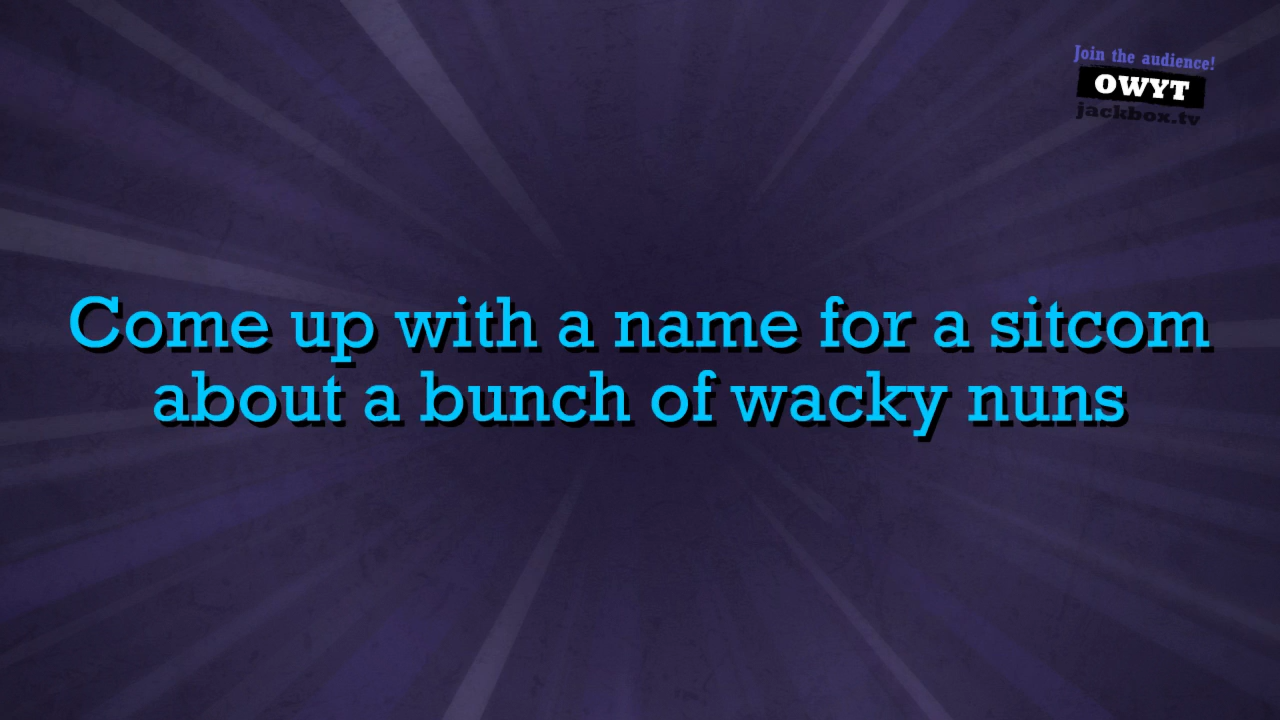 Join the audience!
OWYT
jackbox.tv
Come up with a name for a sitcom
about a bunch of wacky nuns